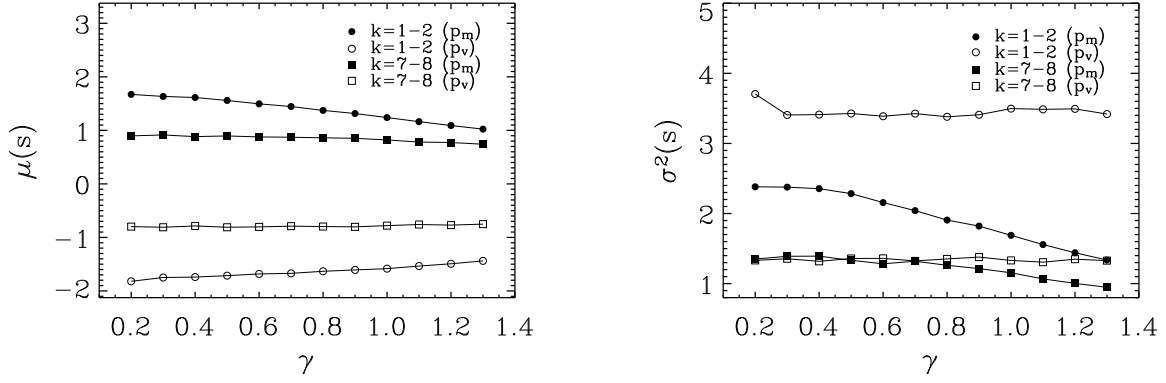 3
2
1
0
−1
−2
μ(s)
k=1−2 (p_m)
k=1−2 (p_v)
k=7−8 (p_m)
k=7−8 (p_v)
0.2 0.4 0.6 0.8 1.0 1.2 1.4
γ
5
4
3
2
1
σ²(s)
k=1−2 (p_m)
k=1−2 (p_v)
k=7−8 (p_m)
k=7−8 (p_v)
0.2 0.4 0.6 0.8 1.0 1.2 1.4
γ